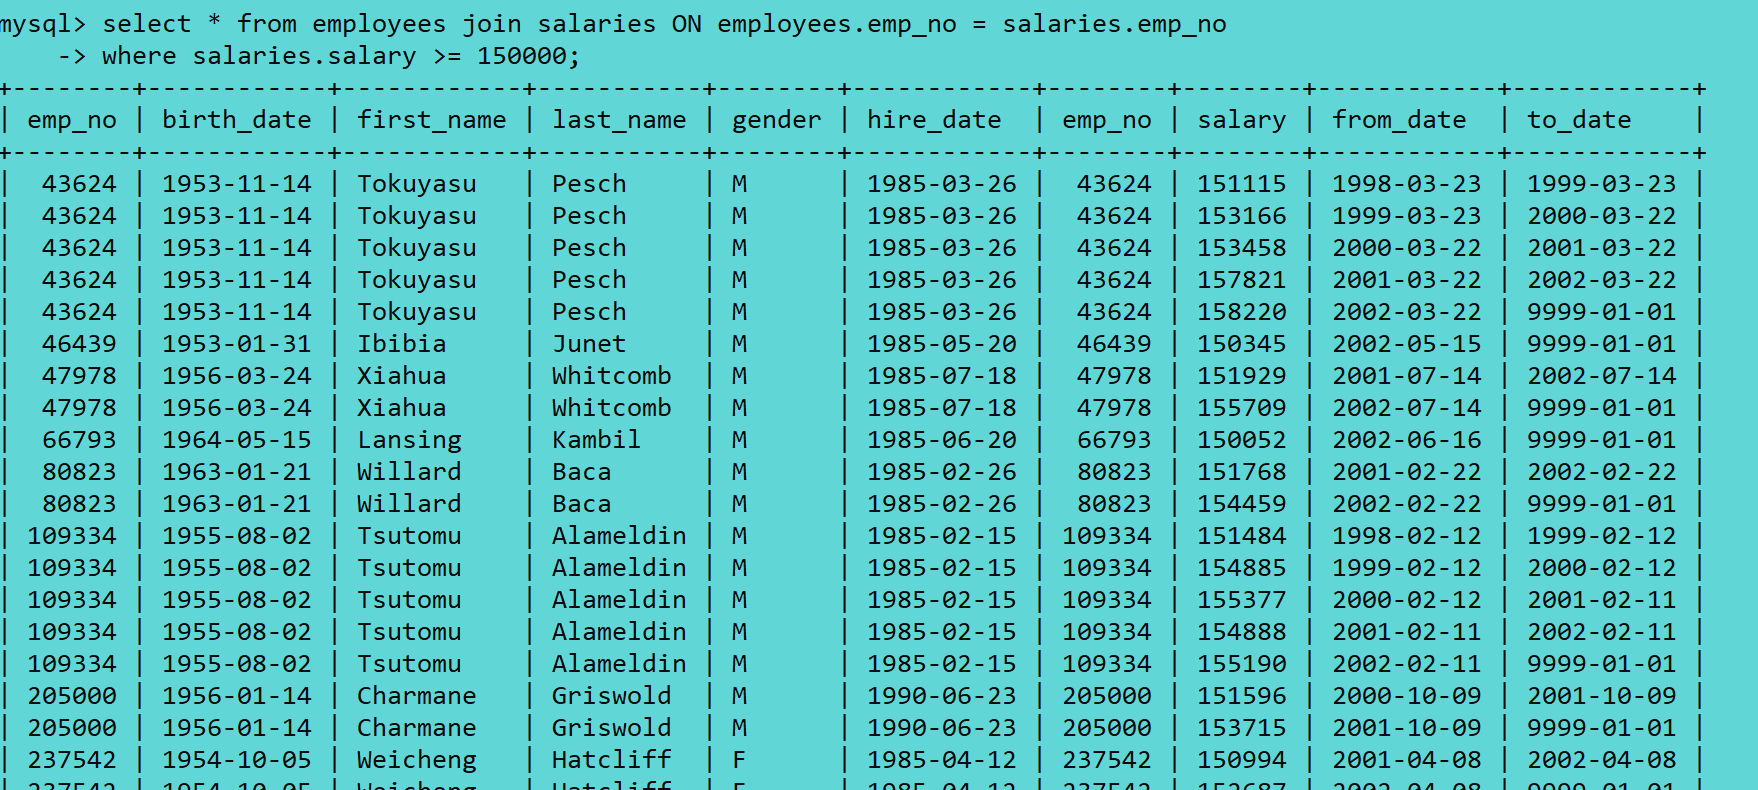 mysql> select * from employees join salaries ON employees.emp_no = salaries.emp_no
    -> where salaries.salary >= 150000;
+--------+------------+------------+-----------+--------+------------+--------+--------+------------+------------+
| emp_no | birth_date | first_name | last_name | gender | hire_date  | emp_no | salary | from_date  | to_date    |
+--------+------------+------------+-----------+--------+------------+--------+--------+------------+------------+
|  43624 | 1953-11-14 | Tokuyasu   | Pesch     | M      | 1985-03-26 |  43624 | 151115 | 1998-03-23 | 1999-03-23 |
|  43624 | 1953-11-14 | Tokuyasu   | Pesch     | M      | 1985-03-26 |  43624 | 153166 | 1999-03-23 | 2000-03-22 |
|  43624 | 1953-11-14 | Tokuyasu   | Pesch     | M      | 1985-03-26 |  43624 | 153458 | 2000-03-22 | 2001-03-22 |
|  43624 | 1953-11-14 | Tokuyasu   | Pesch     | M      | 1985-03-26 |  43624 | 157821 | 2001-03-22 | 2002-03-22 |
|  43624 | 1953-11-14 | Tokuyasu   | Pesch     | M      | 1985-03-26 |  43624 | 158220 | 2002-03-22 | 9999-01-01 |
|  46439 | 1953-01-31 | Ibibia     | Junet     | M      | 1985-05-20 |  46439 | 150345 | 2002-05-15 | 9999-01-01 |
|  47978 | 1956-03-24 | Xiahua     | Whitcomb  | M      | 1985-07-18 |  47978 | 151929 | 2001-07-14 | 2002-07-14 |
|  47978 | 1956-03-24 | Xiahua     | Whitcomb  | M      | 1985-07-18 |  47978 | 155709 | 2002-07-14 | 9999-01-01 |
|  66793 | 1964-05-15 | Lansing    | Kambil    | M      | 1985-06-20 |  66793 | 150052 | 2002-06-16 | 9999-01-01 |
|  80823 | 1963-01-21 | Willard    | Baca      | M      | 1985-02-26 |  80823 | 151768 | 2001-02-22 | 2002-02-22 |
|  80823 | 1963-01-21 | Willard    | Baca      | M      | 1985-02-26 |  80823 | 154459 | 2002-02-22 | 9999-01-01 |
| 109334 | 1955-08-02 | Tsutomu    | Alameldin | M      | 1985-02-15 | 109334 | 151484 | 1998-02-12 | 1999-02-12 |
| 109334 | 1955-08-02 | Tsutomu    | Alameldin | M      | 1985-02-15 | 109334 | 154885 | 1999-02-12 | 2000-02-12 |
| 109334 | 1955-08-02 | Tsutomu    | Alameldin | M      | 1985-02-15 | 109334 | 155377 | 2000-02-12 | 2001-02-11 |
| 109334 | 1955-08-02 | Tsutomu    | Alameldin | M      | 1985-02-15 | 109334 | 154888 | 2001-02-11 | 2002-02-11 |
| 109334 | 1955-08-02 | Tsutomu    | Alameldin | M      | 1985-02-15 | 109334 | 155190 | 2002-02-11 | 9999-01-01 |
| 205000 | 1956-01-14 | Charmane   | Griswold  | M      | 1990-06-23 | 205000 | 151596 | 2000-10-09 | 2001-10-09 |
| 205000 | 1956-01-14 | Charmane   | Griswold  | M      | 1990-06-23 | 205000 | 153715 | 2001-10-09 | 9999-01-01 |
| 237542 | 1954-10-05 | Weicheng   | Hatcliff  | F      | 1985-04-12 | 237542 | 150994 | 2001-04-08 | 2002-04-08 |
| 237542 | 1954-10-05 | Weicheng   | Hatcliff  | F      | 1985-04-12 | 237542 | 152687 | 2002-04-08 | 9999-01-01 |